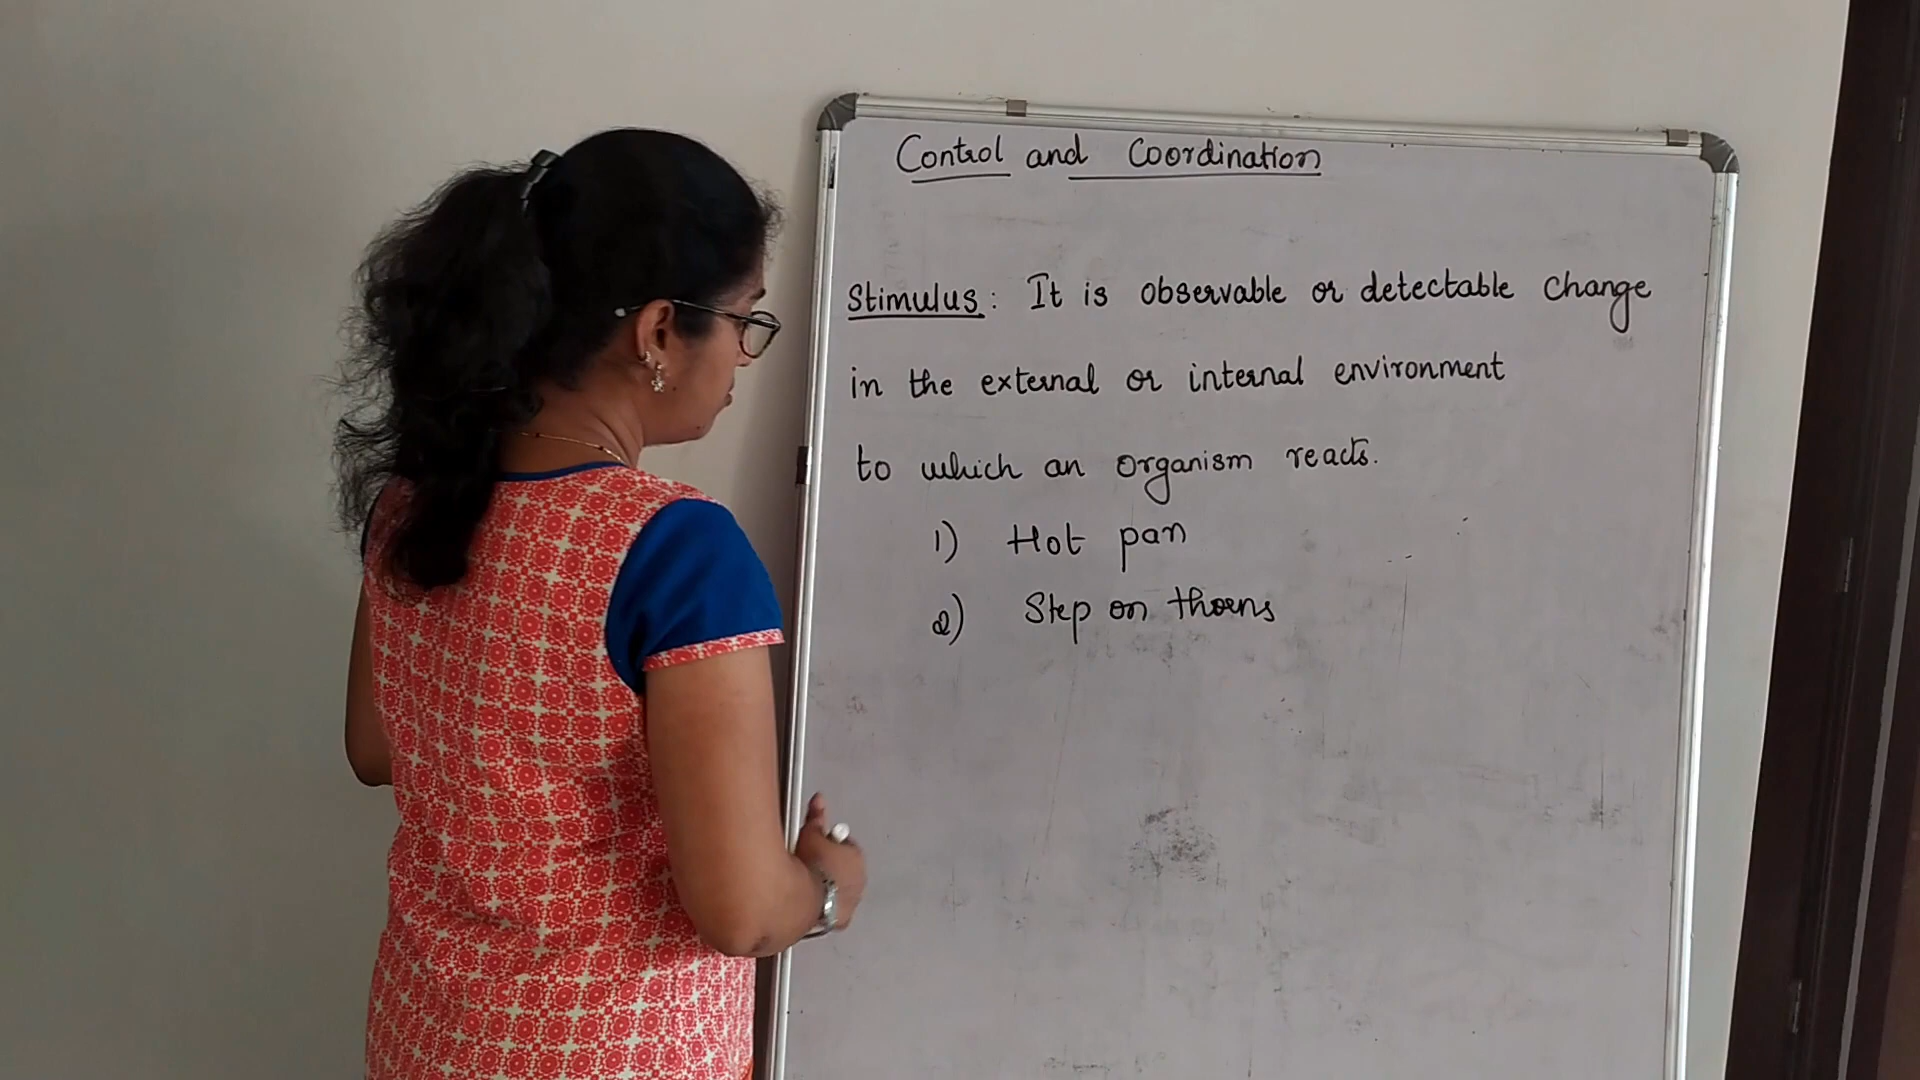 Control and Coordination
Stimulus: It is observable or detectable change
in the external or internal environment
to which an organism reacts.
1) Hot pan
2) Step on thorns